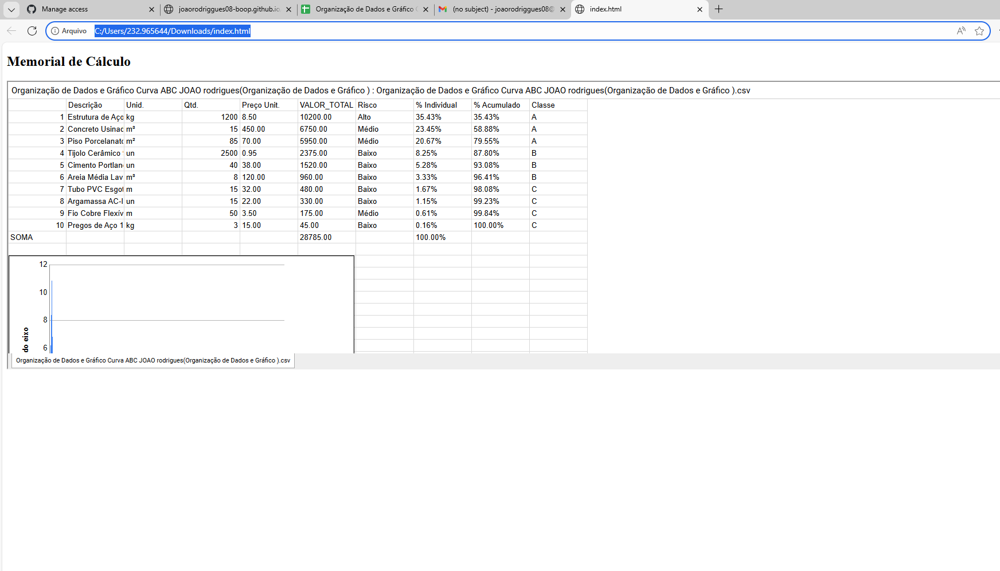 Manage access
joaorodriggues08-boop.github.io
Organização de Dados e Gráfico
(no subject) - joaorodriggues08@
index.html
Arquivo C:/Users/232.965644/Downloads/index.html
Memorial de Cálculo
Organização de Dados e Gráfico Curva ABC JOAO rodrigues(Organização de Dados e Gráfico ) : Organização de Dados e Gráfico Curva ABC JOAO rodrigues(Organização de Dados e Gráfico ).csv
Descrição Unid. Qtd. Preço Unit. VALOR_TOTAL Risco % Individual % Acumulado Classe
1 Estrutura de Aço kg 1200 8.50 10200.00 Alto 35.43% 35.43% A
2 Concreto Usinac m³ 15 450.00 6750.00 Médio 23.45% 58.88% A
3 Piso Porcelanatc m² 85 70.00 5950.00 Médio 20.67% 79.55% A
4 Tijolo Cerâmico un 2500 0.95 2375.00 Baixo 8.25% 87.80% B
5 Cimento Portlan un 40 38.00 1520.00 Baixo 5.28% 93.08% B
6 Areia Média Lav m³ 8 120.00 960.00 Baixo 3.33% 96.41% B
7 Tubo PVC Esgot m 15 32.00 480.00 Baixo 1.67% 98.08% C
8 Argamassa AC-I un 15 22.00 330.00 Baixo 1.15% 99.23% C
9 Fio Cobre Flexív m 50 3.50 175.00 Médio 0.61% 99.84% C
10 Pregos de Aço 1 kg 3 15.00 45.00 Baixo 0.16% 100.00% C
SOMA 28785.00 100.00%
12
10
8
6
do eixo
Organização de Dados e Gráfico Curva ABC JOAO rodrigues(Organização de Dados e Gráfico ).csv